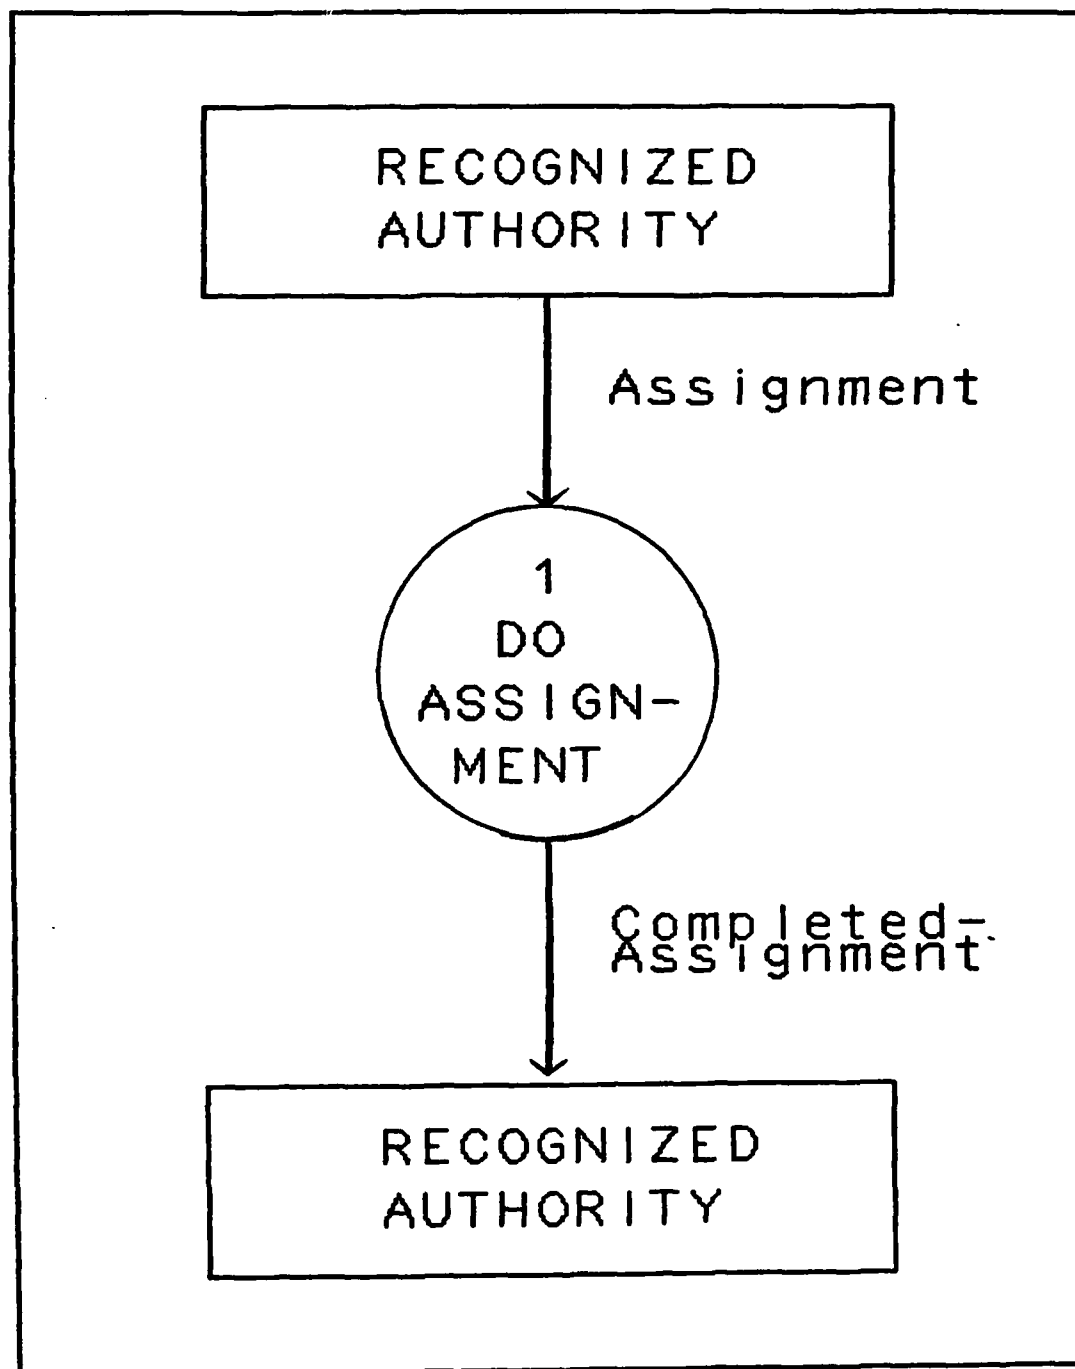 RECOGNIZED
AUTHORITY
Assignment
1
DO
ASSIGN-
MENT
Completed-
Assignment
RECOGNIZED
AUTHORITY